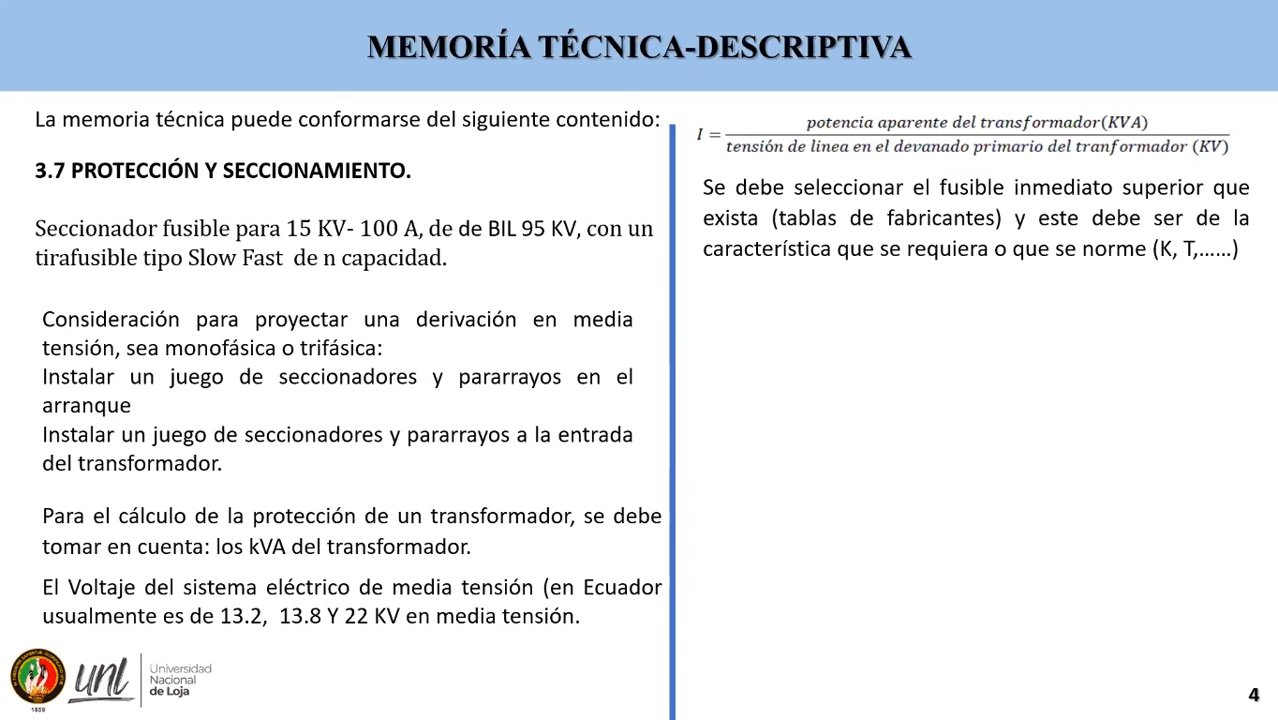 MEMORÍA TÉCNICA-DESCRIPTIVA
La memoria técnica puede conformarse del siguiente contenido:
3.7 PROTECCIÓN Y SECCIONAMIENTO.
Seccionador fusible para 15 KV- 100 A, de de BIL 95 KV, con un
tirafusible tipo Slow Fast de n capacidad.
Consideración para proyectar una derivación en media
tensión, sea monofásica o trifásica:
Instalar un juego de seccionadores y pararrayos en el
arranque
Instalar un juego de seccionadores y pararrayos a la entrada
del transformador.
Para el cálculo de la protección de un transformador, se debe
tomar en cuenta: los kVA del transformador.
El Voltaje del sistema eléctrico de media tensión (en Ecuador
usualmente es de 13.2, 13.8 Y 22 KV en media tensión.
I = potencia aparente del transformador(KVA)
tensión de linea en el devanado primario del tranformador (KV)
Se debe seleccionar el fusible inmediato superior que
exista (tablas de fabricantes) y este debe ser de la
característica que se requiera o que se norme (K, T,......)
1859
unl
Universidad
Nacional
de Loja
4